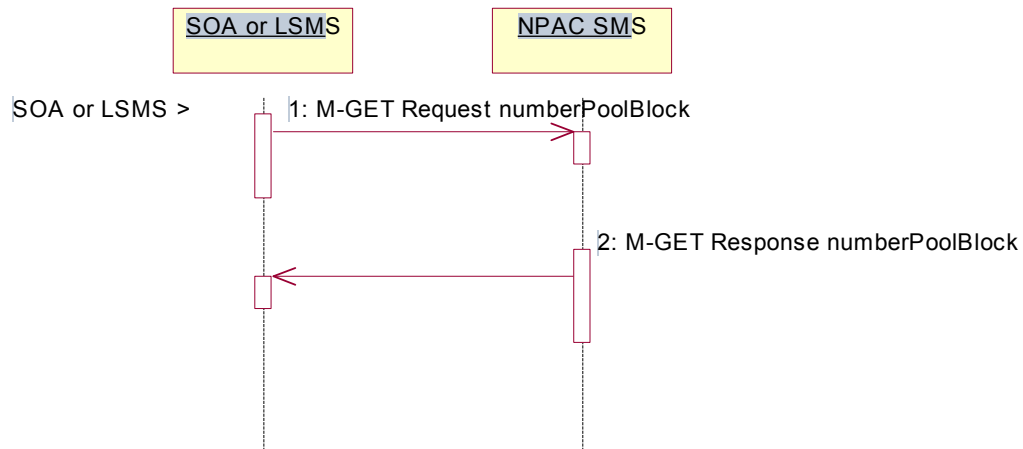 SOA or LSMS
NPAC SMS
SOA or LSMS >
1: M-GET Request numberPoolBlock
2: M-GET Response numberPoolBlock